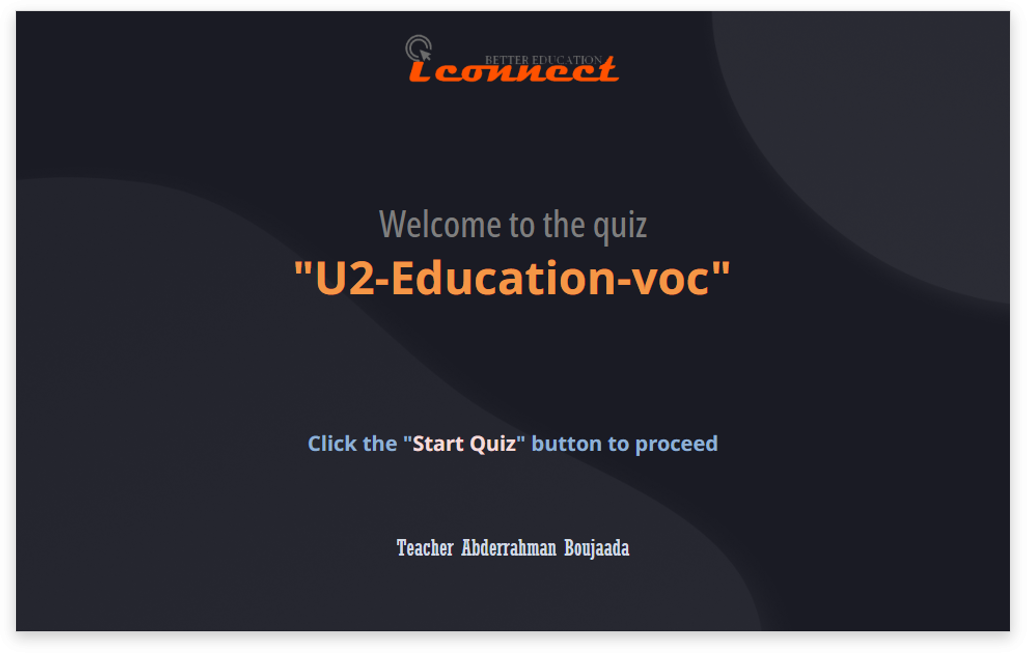 BETTER EDUCATION
i connect
Welcome to the quiz
"U2-Education-voc"
Click the "Start Quiz" button to proceed
Teacher Abderrahman Boujaada